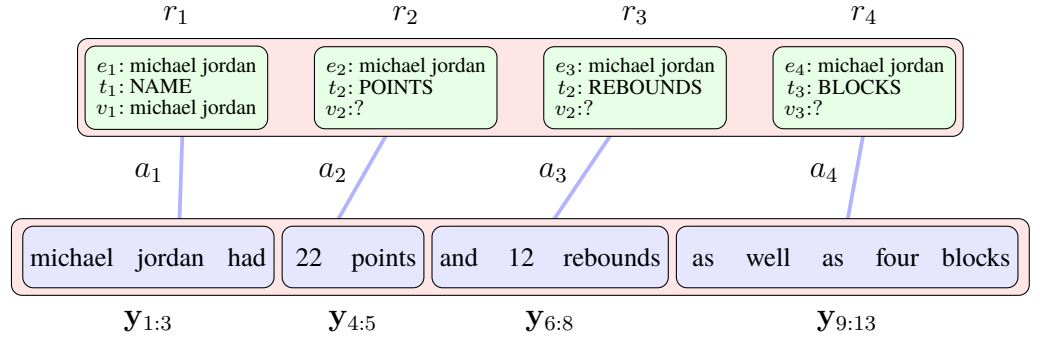 r₁ r₂ r₃ r₄
e₁: michael jordan
t₁: NAME
v₁: michael jordan
e₂: michael jordan
t₂: POINTS
v₂:?
e₃: michael jordan
t₂: REBOUNDS
v₂:?
e₄: michael jordan
t₃: BLOCKS
v₃:?
a₁ a₂ a₃ a₄
michael jordan had 22 points and 12 rebounds as well as four blocks
y₁:₃ y₄:₅ y₆:₈ y₉:₁₃